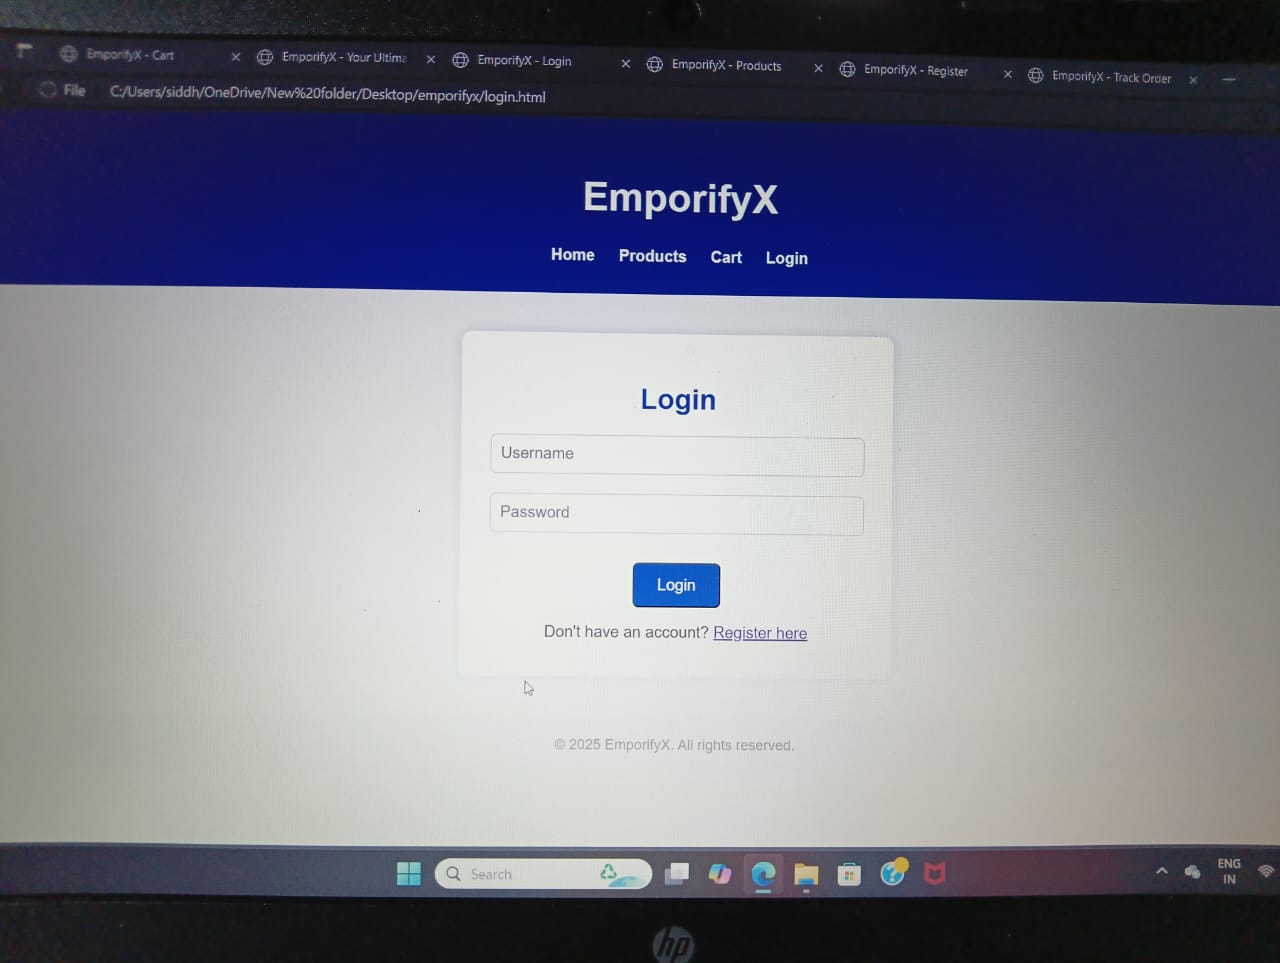 EmporifyX - Cart
EmporifyX - Your Ultima
EmporifyX - Login
EmporifyX - Products
EmporifyX - Register
EmporifyX - Track Order
File C:/Users/siddh/OneDrive/New%20folder/Desktop/emporifyx/login.html
EmporifyX
Home Products Cart Login
Login
Username
Password
Login
Don't have an account? Register here
© 2025 EmporifyX. All rights reserved.
Search
ENG
IN
hp